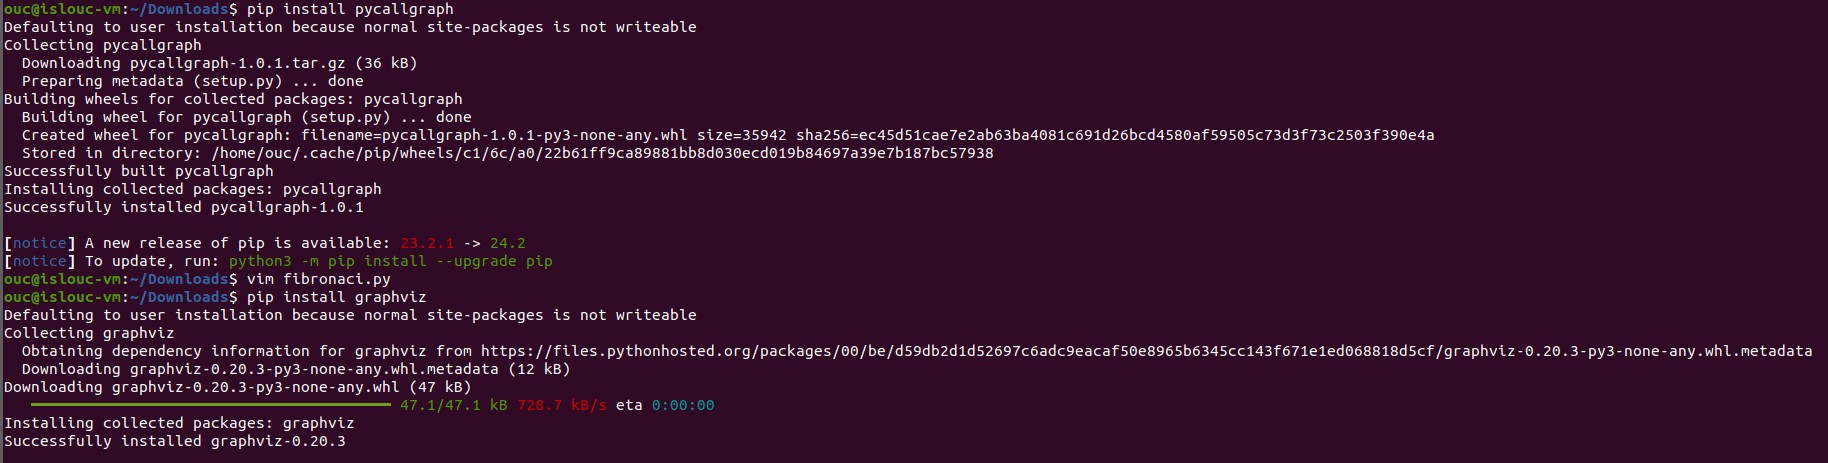 ouc@islouc-vm:~/Downloads$ pip install pycallgraph
Defaulting to user installation because normal site-packages is not writeable
Collecting pycallgraph
  Downloading pycallgraph-1.0.1.tar.gz (36 kB)
  Preparing metadata (setup.py) ... done
Building wheels for collected packages: pycallgraph
  Building wheel for pycallgraph (setup.py) ... done
  Created wheel for pycallgraph: filename=pycallgraph-1.0.1-py3-none-any.whl size=35942 sha256=ec45d51cae7e2ab63ba4081c691d26bcd4580af59505c73d3f73c2503f390e4a
  Stored in directory: /home/ouc/.cache/pip/wheels/c1/6c/a0/22b61ff9ca89881bb8d030ecd019b84697a39e7b187bc57938
Successfully built pycallgraph
Installing collected packages: pycallgraph
Successfully installed pycallgraph-1.0.1
[notice] A new release of pip is available: 23.2.1 -> 24.2
[notice] To update, run: python3 -m pip install --upgrade pip
ouc@islouc-vm:~/Downloads$ vim fibronaci.py
ouc@islouc-vm:~/Downloads$ pip install graphviz
Defaulting to user installation because normal site-packages is not writeable
Collecting graphviz
  Obtaining dependency information for graphviz from https://files.pythonhosted.org/packages/00/be/d59db2d1d52697c6adc9eacaf50e8965b6345cc143f671e1ed068818d5cf/graphviz-0.20.3-py3-none-any.whl.metadata
  Downloading graphviz-0.20.3-py3-none-any.whl.metadata (12 kB)
Downloading graphviz-0.20.3-py3-none-any.whl (47 kB)
47.1/47.1 kB 728.7 kB/s eta 0:00:00
Installing collected packages: graphviz
Successfully installed graphviz-0.20.3